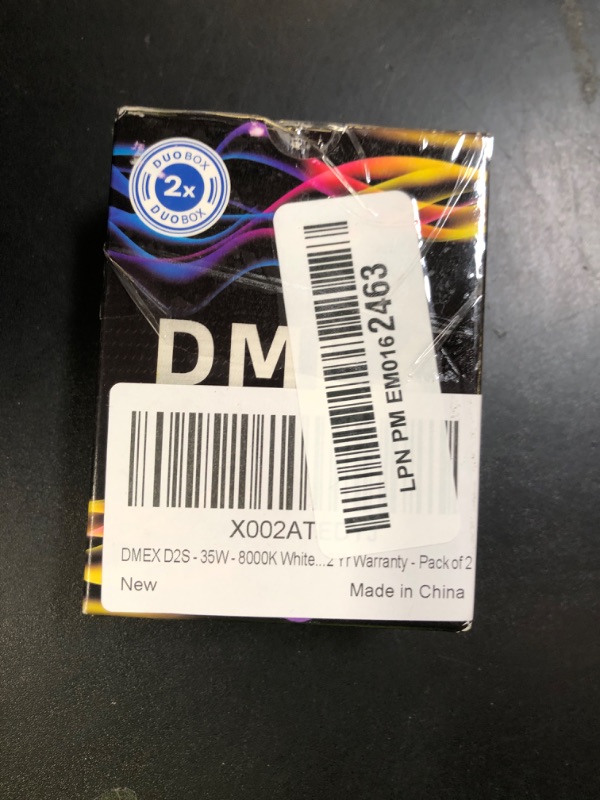 DUOBOX
2x
DUOBOX
DM
LPN PM EM016 2463
X002AT
DMEX D2S - 35W - 8000K White...2 Yr Warranty - Pack of 2
New
Made in China